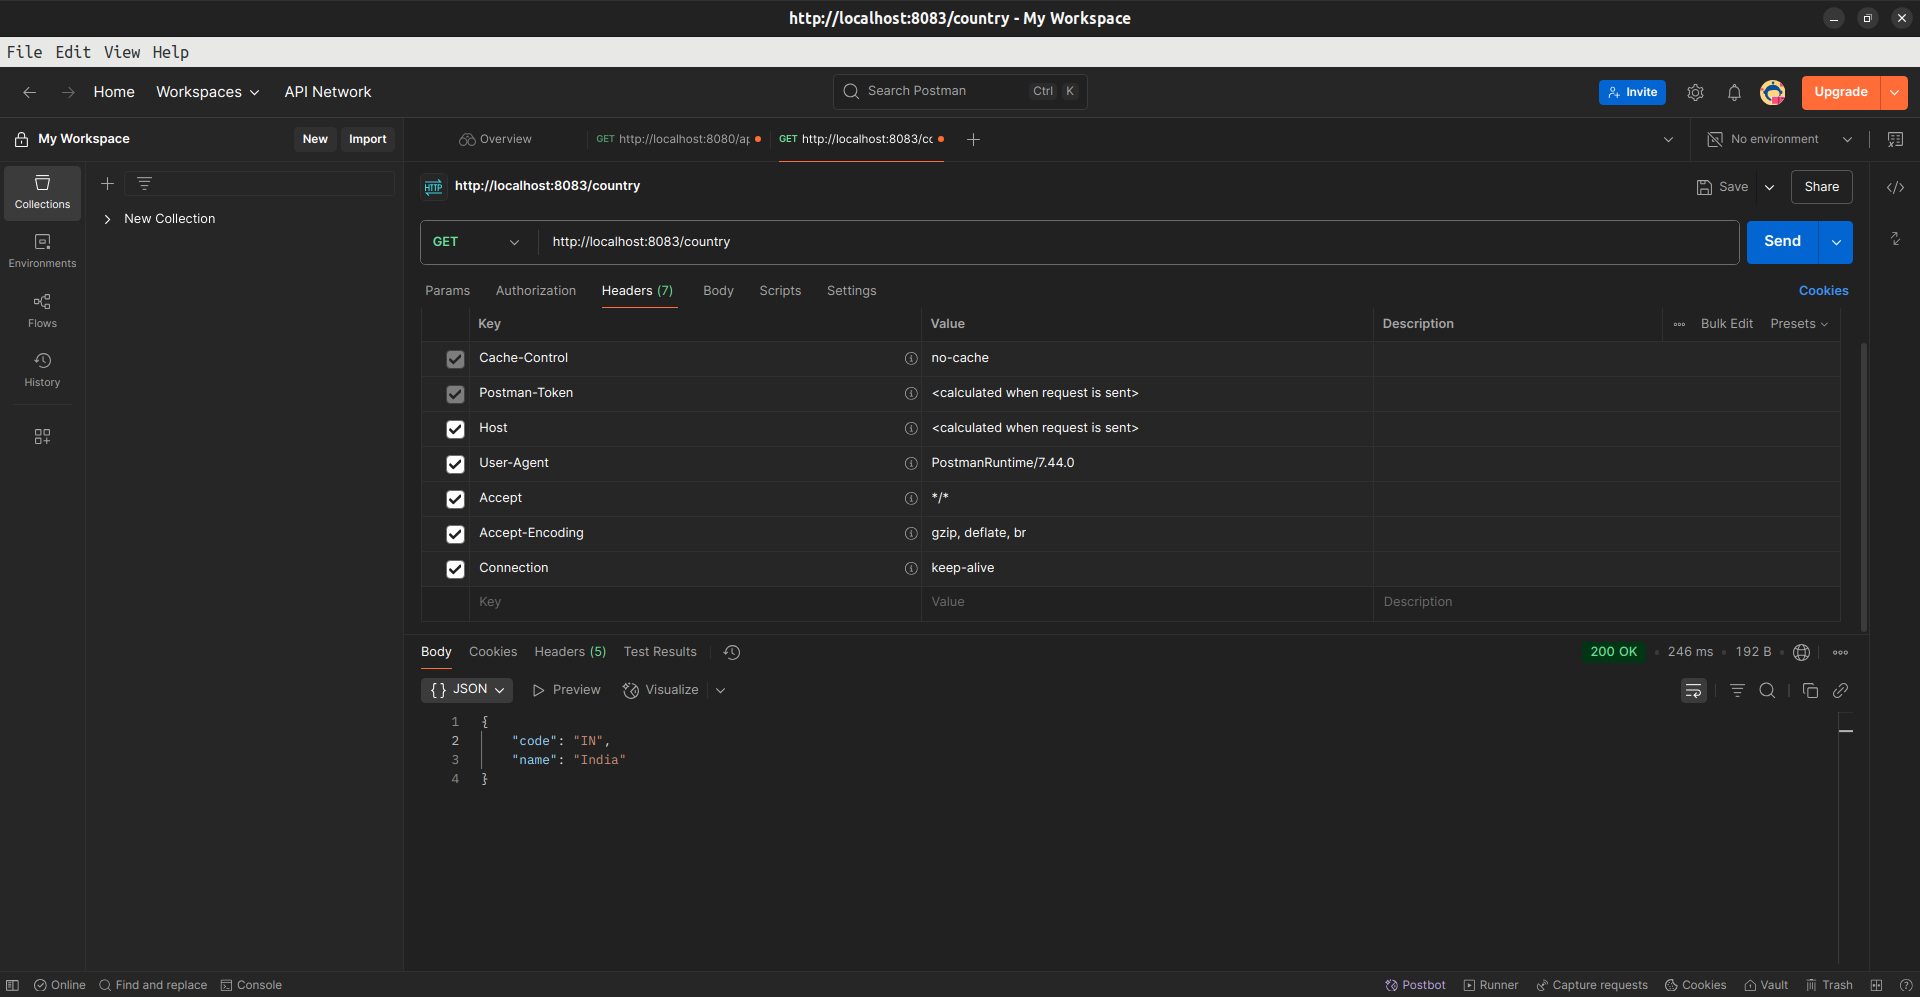 http://localhost:8083/country - My Workspace
File Edit View Help
Home Workspaces API Network Search Postman Ctrl K Invite Upgrade
My Workspace New Import Overview GET http://localhost:8080/ap GET http://localhost:8083/cc No environment
Collections
Environments
Flows
History
New Collection
HTTP http://localhost:8083/country Save Share
GET http://localhost:8083/country Send
Params Authorization Headers (7) Body Scripts Settings Cookies
Key Value Description Bulk Edit Presets
Cache-Control no-cache
Postman-Token <calculated when request is sent>
Host <calculated when request is sent>
User-Agent PostmanRuntime/7.44.0
Accept */*
Accept-Encoding gzip, deflate, br
Connection keep-alive
Key Value Description
Body Cookies Headers (5) Test Results 200 OK • 246 ms • 192 B
{} JSON Preview Visualize
1 {
2 "code": "IN",
3 "name": "India"
4 }
Online Find and replace Console Postbot Runner Capture requests Cookies Vault Trash